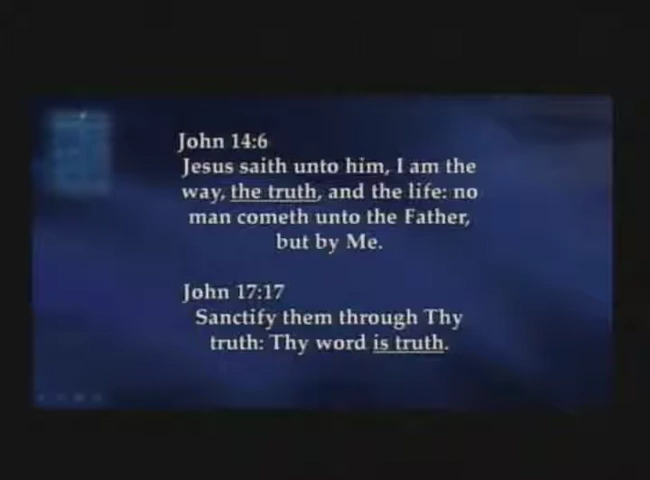 John 14:6
Jesus saith unto him, I am the
way, the truth, and the life: no
man cometh unto the Father,
but by Me.
John 17:17
Sanctify them through Thy
truth: Thy word is truth.